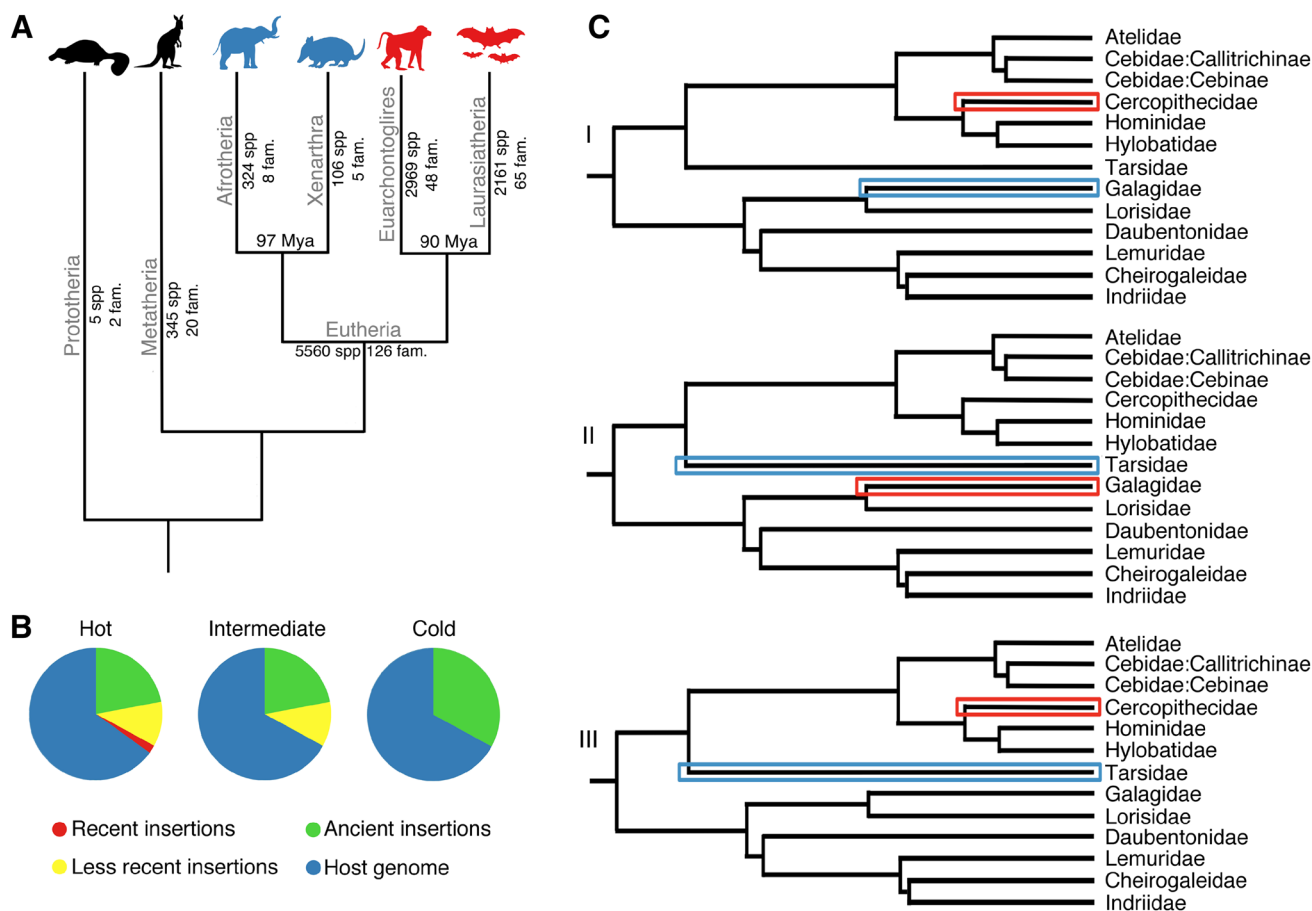 A
Prototheria
5 spp
2 fam.
Metatheria
345 spp
20 fam.
Afrotheria
324 spp
8 fam.
Xenarthra
106 spp
5 fam.
Euarchontoglires
2969 spp
48 fam.
Laurasiatheria
2161 spp
65 fam.
97 Mya
90 Mya
Eutheria
5560 spp 126 fam.
B
Hot
Intermediate
Cold
Recent insertions
Ancient insertions
Less recent insertions
Host genome
C
I
Atelidae
Cebidae:Callitrichinae
Cebidae:Cebinae
Cercopithecidae
Hominidae
Hylobatidae
Tarsidae
Galagidae
Lorisidae
Daubentonidae
Lemuridae
Cheirogaleidae
Indriidae
II
Atelidae
Cebidae:Callitrichinae
Cebidae:Cebinae
Cercopithecidae
Hominidae
Hylobatidae
Tarsidae
Galagidae
Lorisidae
Daubentonidae
Lemuridae
Cheirogaleidae
Indriidae
III
Atelidae
Cebidae:Callitrichinae
Cebidae:Cebinae
Cercopithecidae
Hominidae
Hylobatidae
Tarsidae
Galagidae
Lorisidae
Daubentonidae
Lemuridae
Cheirogaleidae
Indriidae